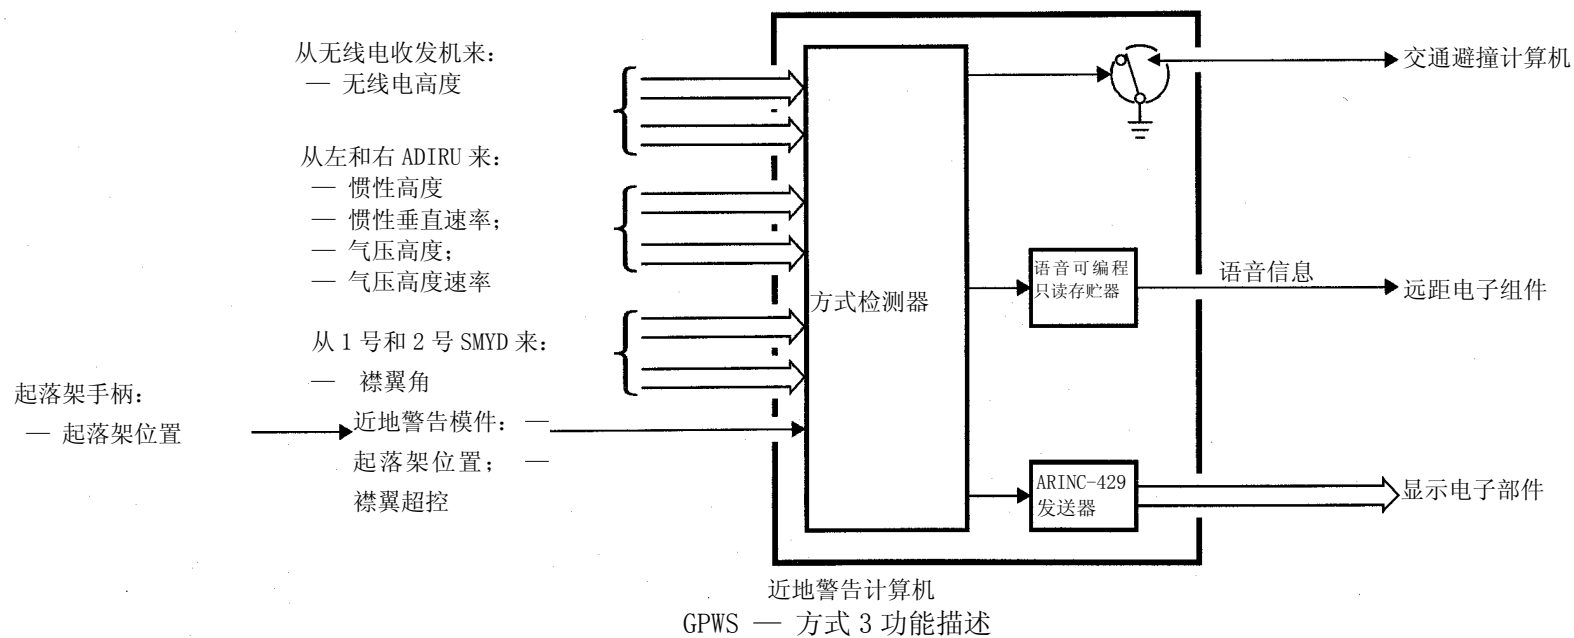 从无线电收发机来：
— 无线电高度
从左和右 ADIRU 来：
— 惯性高度
— 惯性垂直速率；
— 气压高度；
— 气压高度速率
从 1 号和 2 号 SMYD 来：
— 襟翼角
起落架手柄：
— 起落架位置
近地警告模件： —
起落架位置； —
襟翼超控
方式检测器
语音可编程
只读存贮器
ARINC-429
发送器
语音信息
交通避撞计算机
远距电子组件
显示电子部件
近地警告计算机
GPWS — 方式 3 功能描述